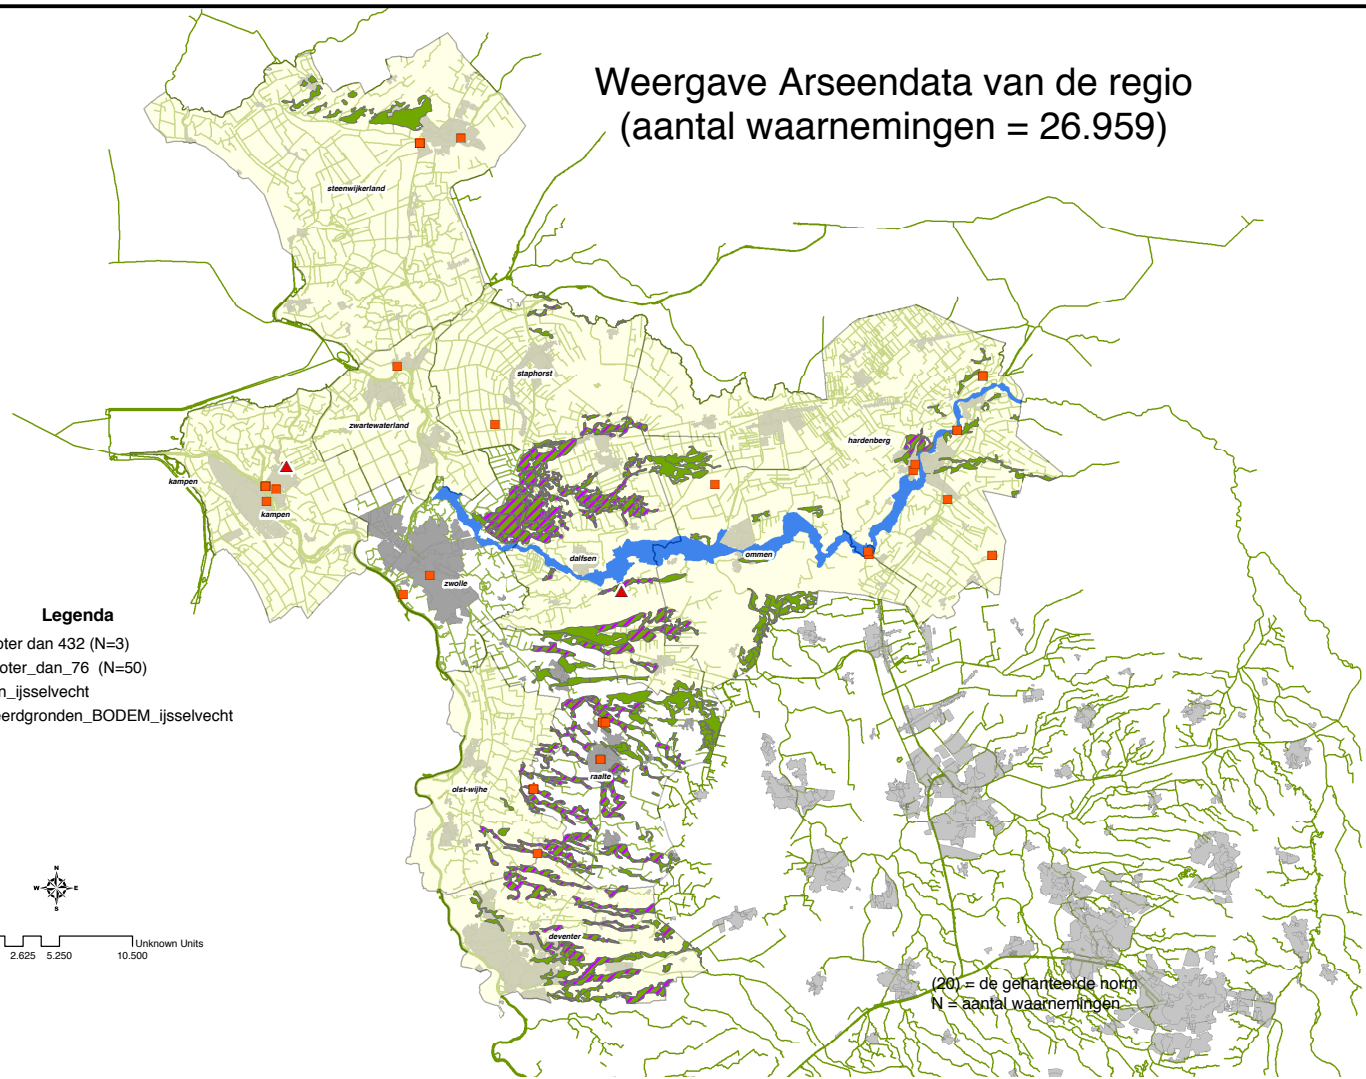 Weergave Arseendata van de regio
(aantal waarnemingen = 26.959)
steenwijkerland
staphorst
zwartewaterland
hardenberg
kampen
kampen
dalfsen
ommen
zwolle
Legenda
oter dan 432 (N=3)
oter_dan_76 (N=50)
n_ijsselvecht
eerdgronden_BODEM_ijsselvecht
raalte
olst-wijhe
N
W
E
S
deventer
Unknown Units
2.625 5.250 10.500
(20) = de gehanteerde norm
N = aantal waarnemingen